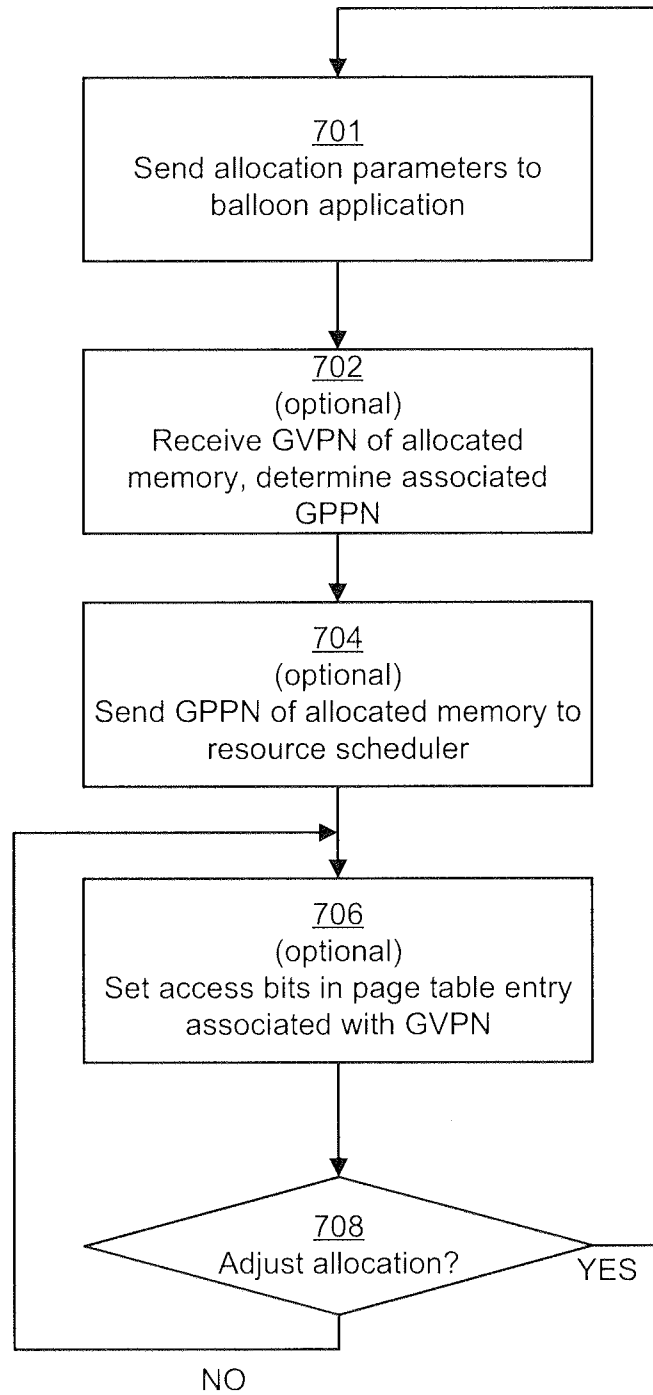 701
Send allocation parameters to
balloon application
702
(optional)
Receive GVPN of allocated
memory, determine associated
GPPN
704
(optional)
Send GPPN of allocated memory to
resource scheduler
706
(optional)
Set access bits in page table entry
associated with GVPN
708
Adjust allocation?
YES
NO